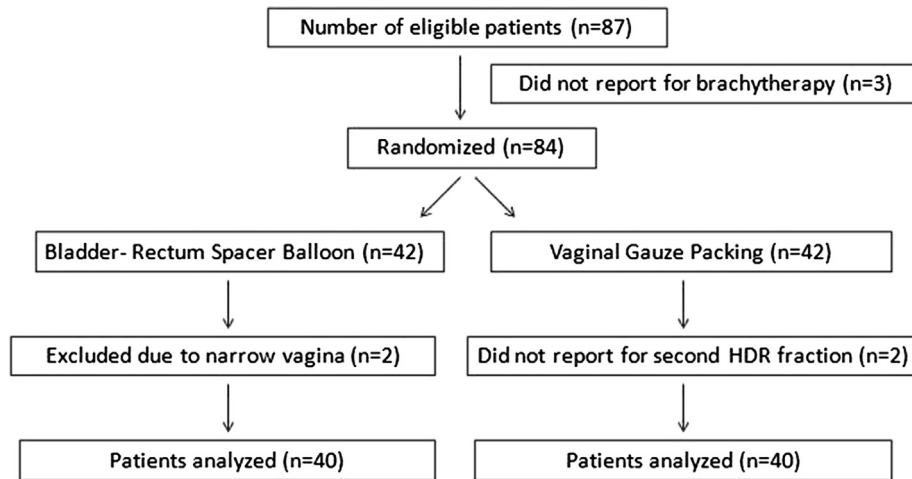 Number of eligible patients (n=87)
Did not report for brachytherapy (n=3)
Randomized (n=84)
Bladder- Rectum Spacer Balloon (n=42)
Vaginal Gauze Packing (n=42)
Excluded due to narrow vagina (n=2)
Did not report for second HDR fraction (n=2)
Patients analyzed (n=40)
Patients analyzed (n=40)